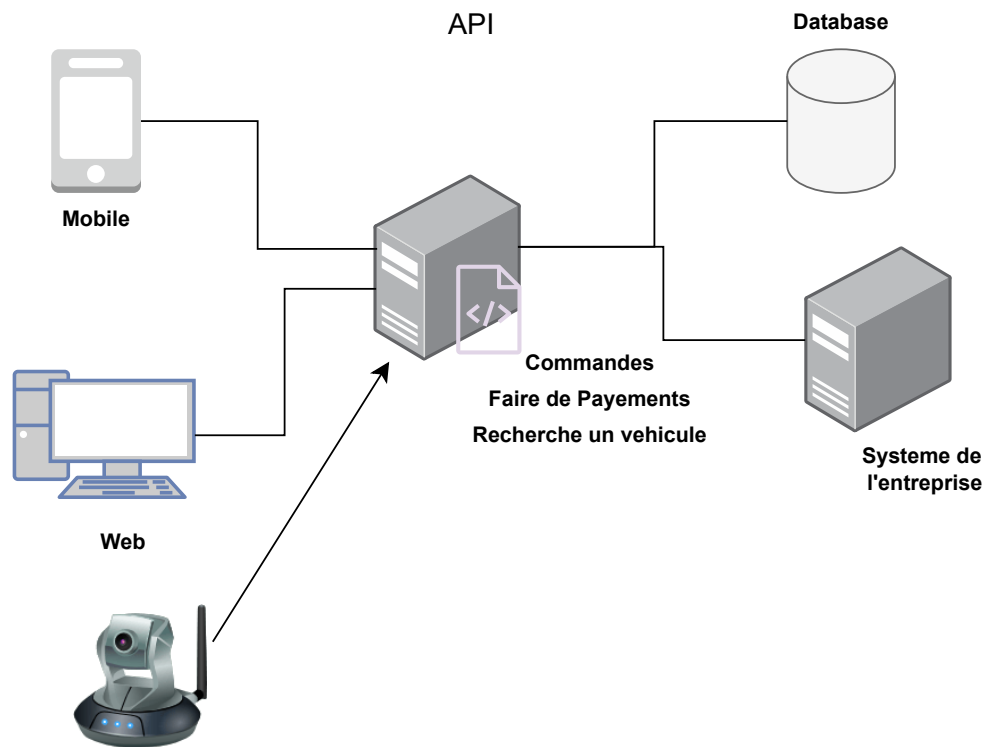 API
Database
Mobile
</>
Commandes
Faire de Payements
Recherche un vehicule
Systeme de
l'entreprise
Web